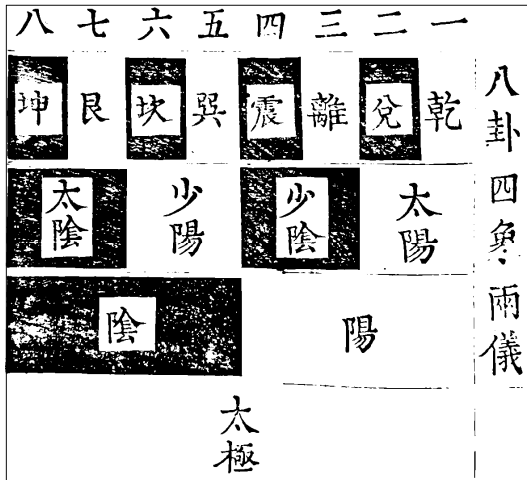 八 七 六 五 四 三 二 一
坤 艮 坎 巽 震 離 兌 乾 八卦
太陰 少陽 少陰 太陽 四象
陰 陽 兩儀
太極